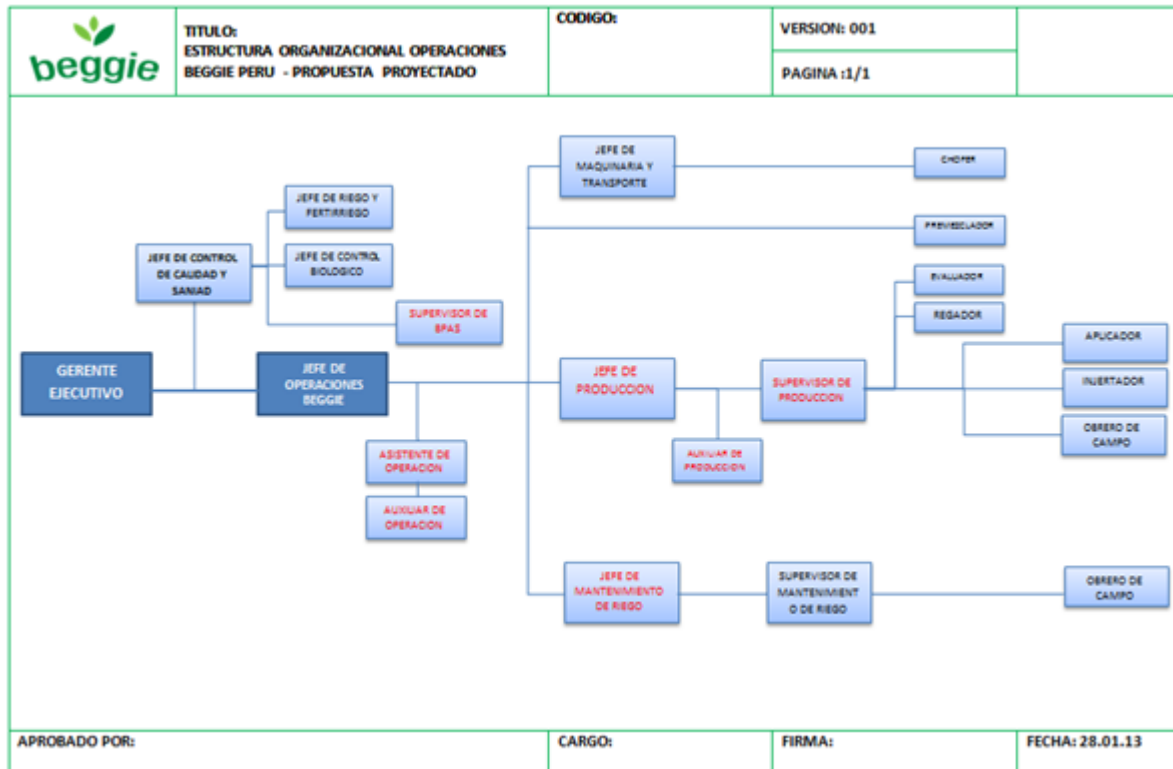 beggie
TITULO:
ESTRUCTURA ORGANIZACIONAL OPERACIONES
BEGGIE PERU - PROPUESTA PROYECTADO
CODIGO:
VERSION: 001
PAGINA :1/1
JEFE DE
MAQUINARIA Y
TRANSPORTE
CHOFER
JEFE DE RIEGO Y
FERTIRRIEGO
PREMESCLADOR
JEFE DE CONTROL
DE CALIDAD Y
SANIAD
JEFE DE CONTROL
BIOLOGICO
EVALUADOR
SUPERVISOR DE
BPAS
REGADOR
APLICADOR
GERENTE
EJECUTIVO
JEFE DE
OPERACIONES
BEGGIE
JEFE DE
PRODUCCION
SUPERVISOR DE
PRODUCCION
INJERTADOR
OBRERO DE
CAMPO
ASISTENTE DE
OPERACION
AUXILIAR DE
PRODUCCION
AUXILIAR DE
OPERACION
JEFE DE
MANTENIMIENTO
DE RIEGO
SUPERVISOR DE
MANTENIMIENT
O DE RIEGO
OBRERO DE
CAMPO
APROBADO POR:
CARGO:
FIRMA:
FECHA: 28.01.13